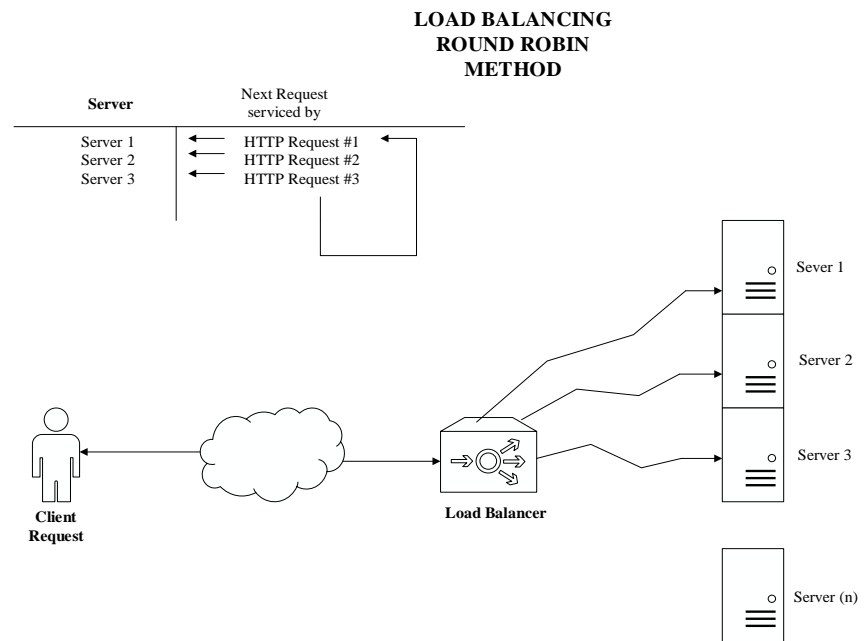 LOAD BALANCING
ROUND ROBIN
METHOD
Server
Next Request
serviced by
Server 1
HTTP Request #1
Server 2
HTTP Request #2
Server 3
HTTP Request #3
Sever 1
Server 2
Server 3
Client
Request
Load Balancer
Server (n)